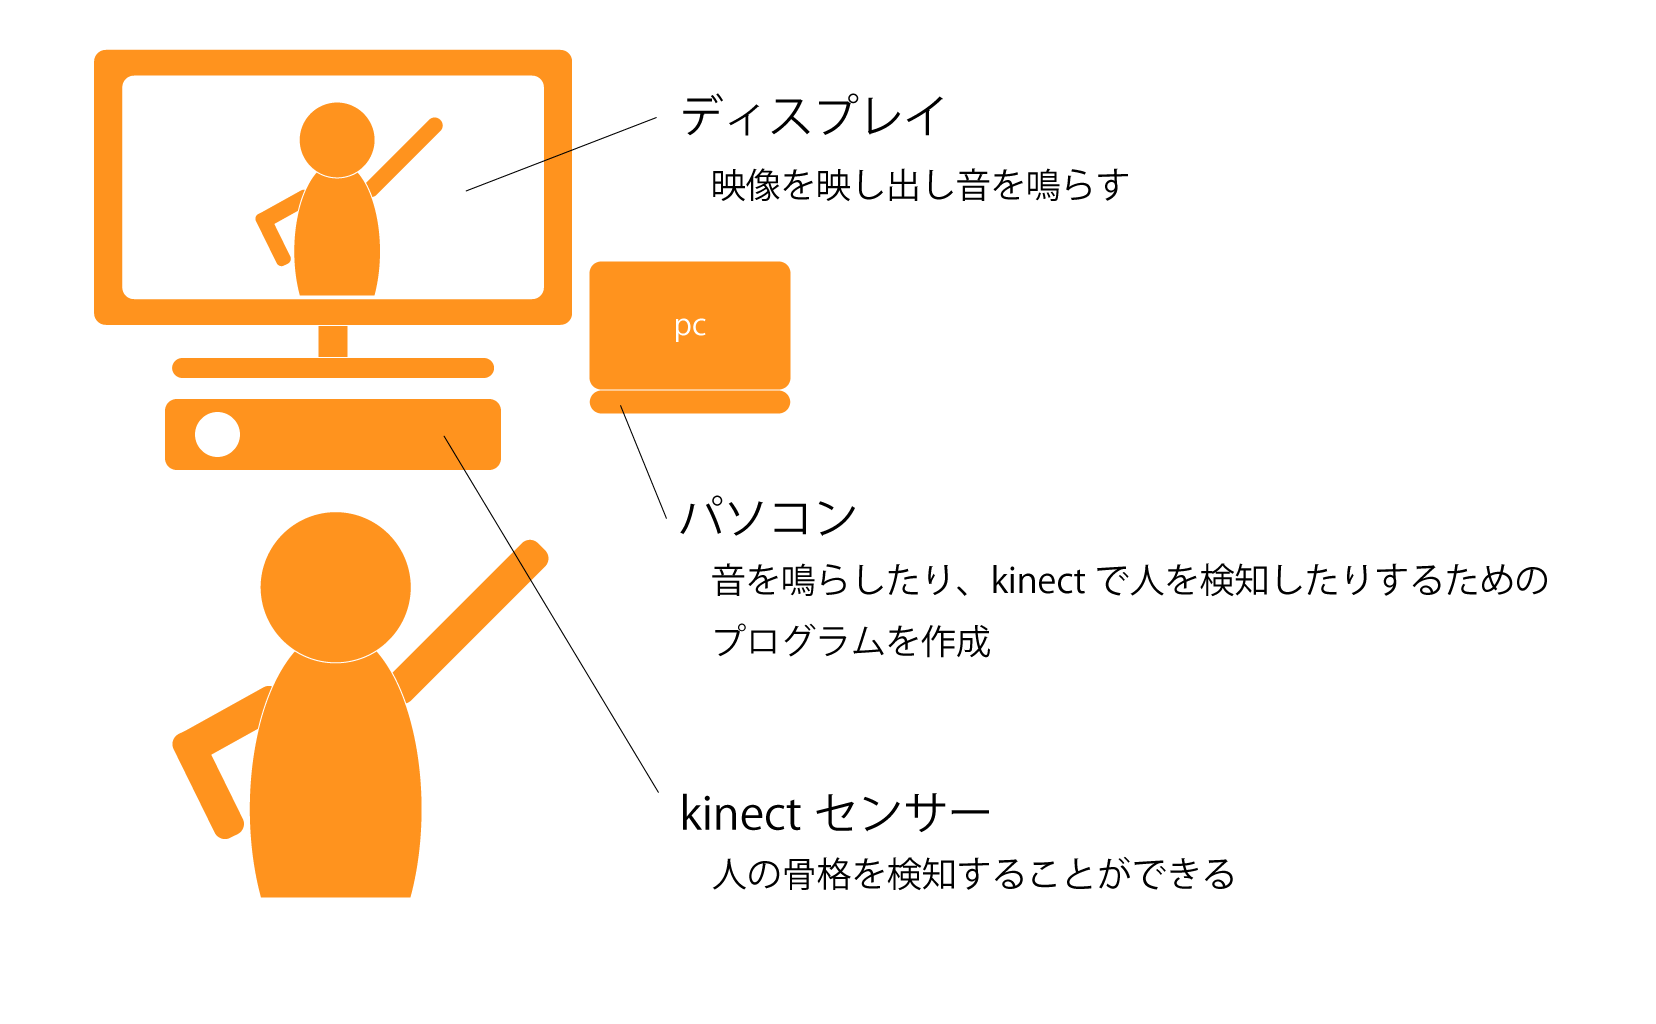 ディスプレイ
映像を映し出し音を鳴らす
pc
パソコン
音を鳴らしたり、kinect で人を検知したりするための
プログラムを作成
kinect センサー
人の骨格を検知することができる